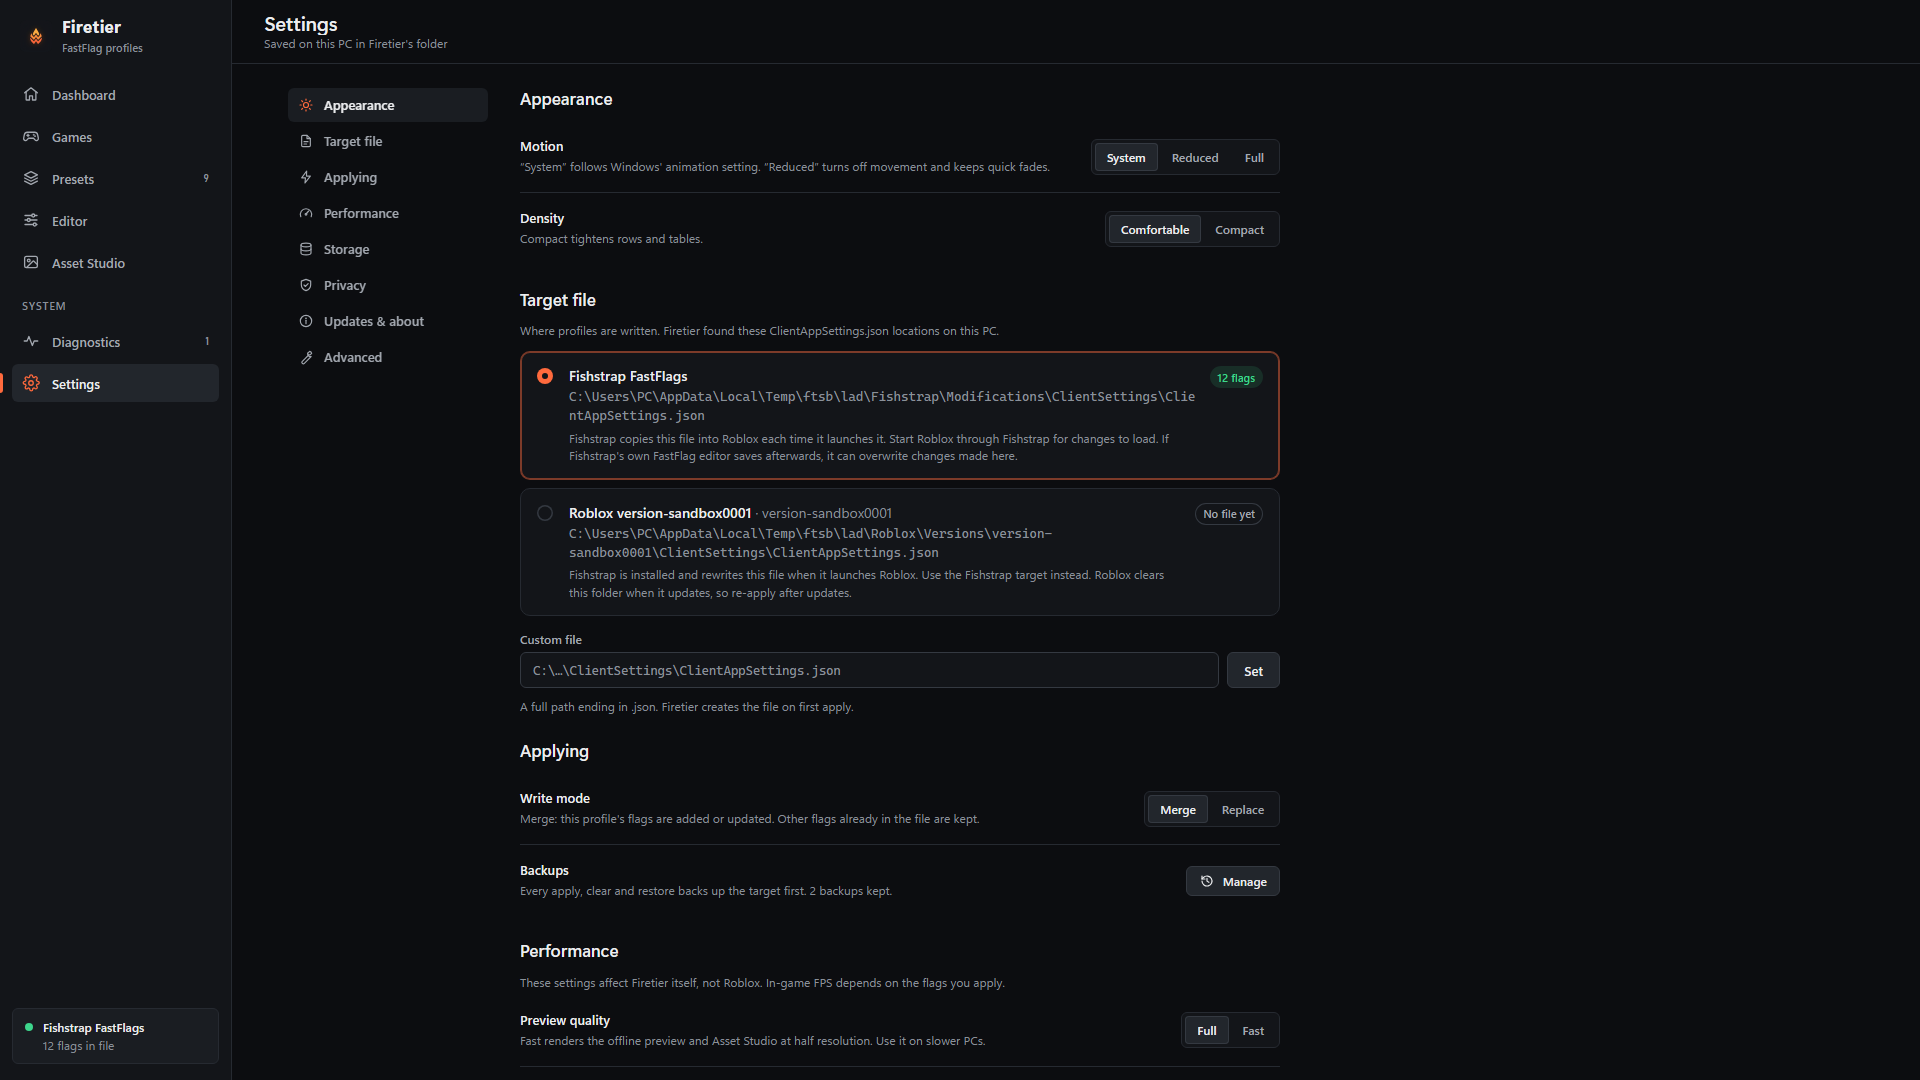 Firetier
FastFlag profiles
Dashboard
Games
Presets 9
Editor
Asset Studio
SYSTEM
Diagnostics 1
Settings
Fishstrap FastFlags
12 flags in file
Settings
Saved on this PC in Firetier's folder
Appearance
Target file
Applying
Performance
Storage
Privacy
Updates & about
Advanced
Appearance
Motion
"System" follows Windows' animation setting. "Reduced" turns off movement and keeps quick fades.
System Reduced Full
Density
Compact tightens rows and tables.
Comfortable Compact
Target file
Where profiles are written. Firetier found these ClientAppSettings.json locations on this PC.
Fishstrap FastFlags
12 flags
C:\Users\PC\AppData\Local\Temp\ftsb\lad\Fishstrap\Modifications\ClientSettings\Clie
ntAppSettings.json
Fishstrap copies this file into Roblox each time it launches it. Start Roblox through Fishstrap for changes to load. If
Fishstrap's own FastFlag editor saves afterwards, it can overwrite changes made here.
Roblox version-sandbox0001 · version-sandbox0001
No file yet
C:\Users\PC\AppData\Local\Temp\ftsb\lad\Roblox\Versions\version-
sandbox0001\ClientSettings\ClientAppSettings.json
Fishstrap is installed and rewrites this file when it launches Roblox. Use the Fishstrap target instead. Roblox clears
this folder when it updates, so re-apply after updates.
Custom file
C:\…\ClientSettings\ClientAppSettings.json
Set
A full path ending in .json. Firetier creates the file on first apply.
Applying
Write mode
Merge: this profile's flags are added or updated. Other flags already in the file are kept.
Merge Replace
Backups
Every apply, clear and restore backs up the target first. 2 backups kept.
Manage
Performance
These settings affect Firetier itself, not Roblox. In-game FPS depends on the flags you apply.
Preview quality
Fast renders the offline preview and Asset Studio at half resolution. Use it on slower PCs.
Full Fast